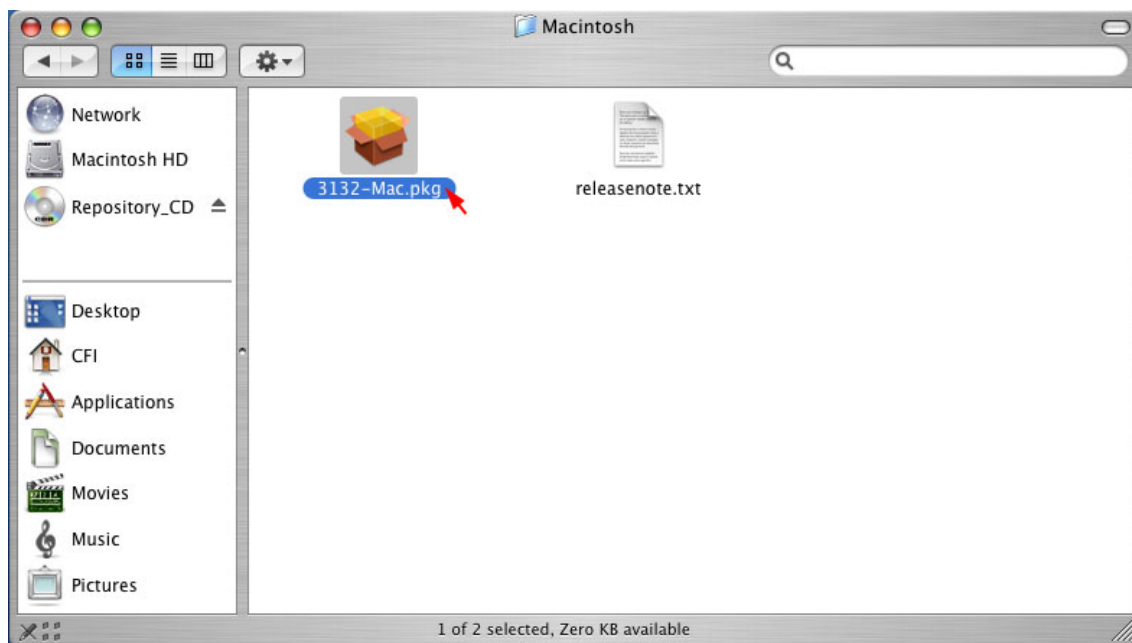 Macintosh
Network
Macintosh HD
Repository_CD
Desktop
CFI
Applications
Documents
Movies
Music
Pictures
3132-Mac.pkg
releasenote.txt
1 of 2 selected, Zero KB available